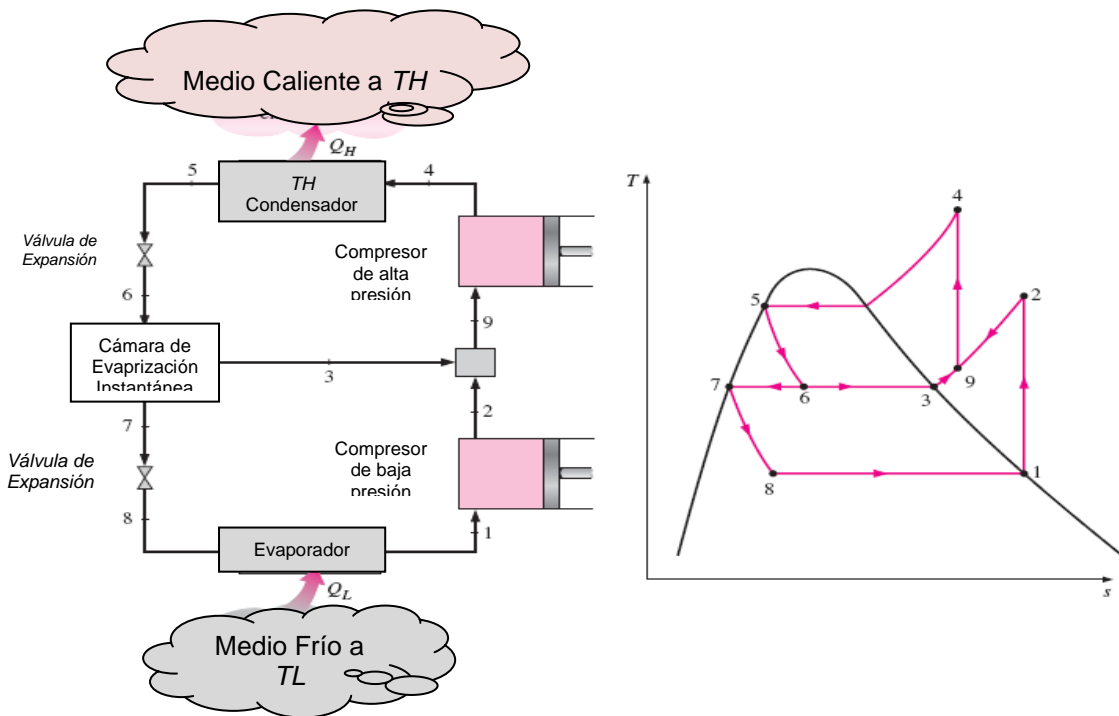 Medio Caliente a TH
Q_H
5
TH
Condensador
4
Válvula de
Expansión
Compresor
de alta
presión
6
9
Cámara de
Evaprización
Instantánea
3
7
2
Válvula de
Expansión
Compresor
de baja
presión
8
1
Evaporador
Q_L
Medio Frío a
TL
T
4
5
2
7
6
3
9
8
1
s